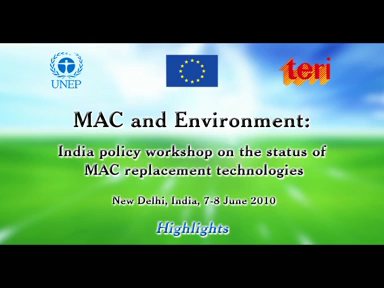 UNEP
teri
MAC and Environment:
India policy workshop on the status of
MAC replacement technologies
New Delhi, India, 7-8 June 2010
Highlights